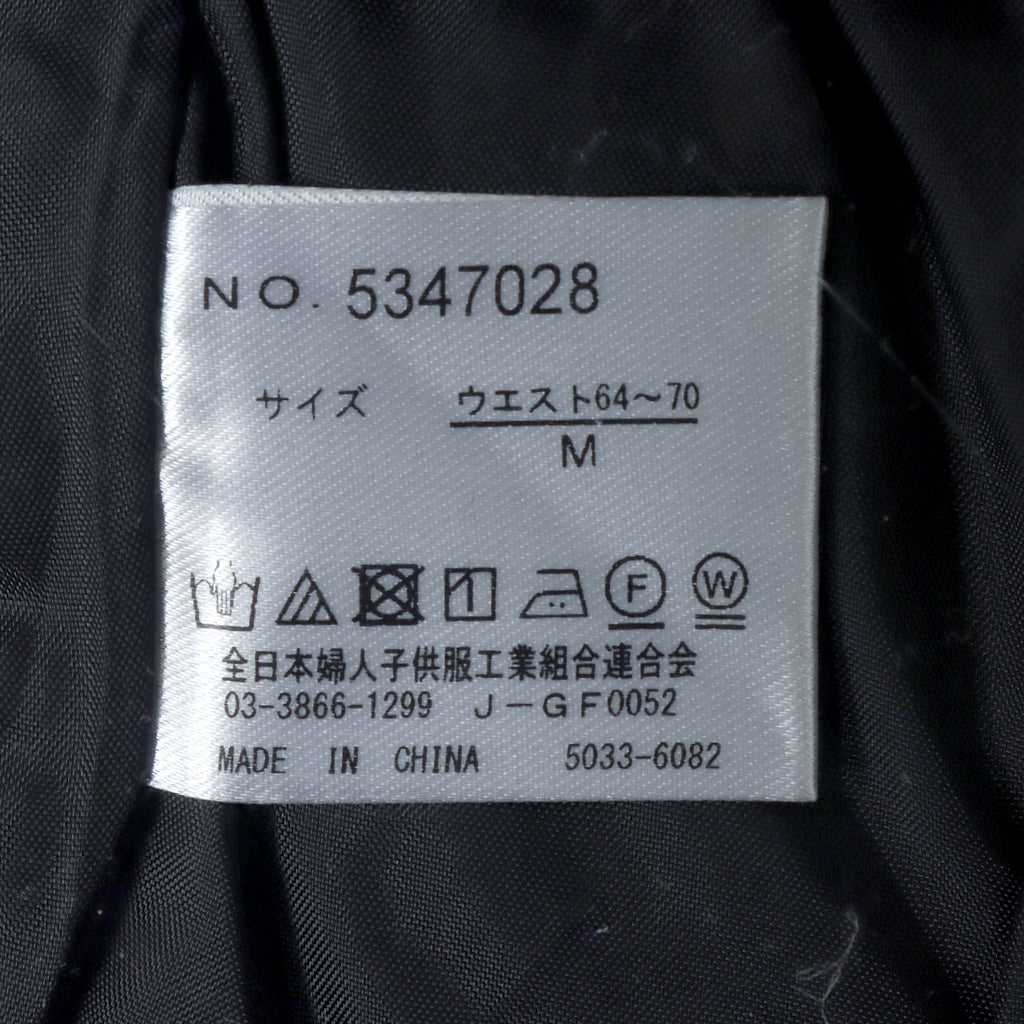 NO. 5347028
サイズ ウエスト64～70
M
F W
全日本婦人子供服工業組合連合会
03-3866-1299 J-GF0052
MADE IN CHINA 5033-6082